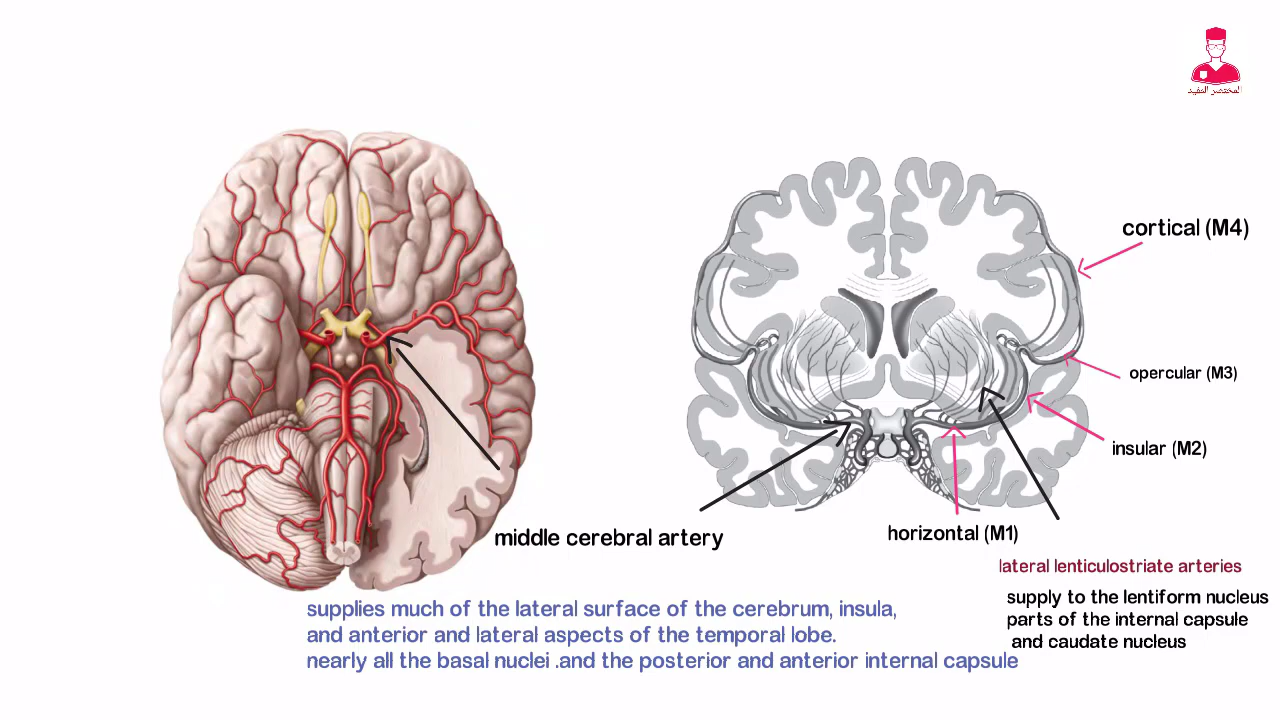 المختصر المفيد
cortical (M4)
opercular (M3)
insular (M2)
horizontal (M1)
middle cerebral artery
lateral lenticulostriate arteries
supply to the lentiform nucleus
parts of the internal capsule
and caudate nucleus
supplies much of the lateral surface of the cerebrum, insula,
and anterior and lateral aspects of the temporal lobe.
nearly all the basal nuclei .and the posterior and anterior internal capsule